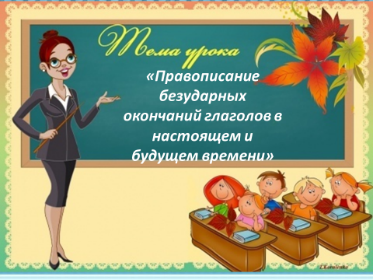 Тема урока
«Правописание
безударных
окончаний глаголов в
настоящем и
будущем времени»